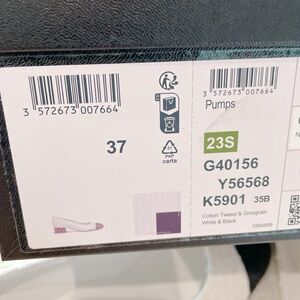 3 572673 007664
37
21
PAP
carta
3 572673 007664
Pumps
23S
G40156
Y56568
K5901 35B
Cotton Tweed & Grosgrain
White & Black